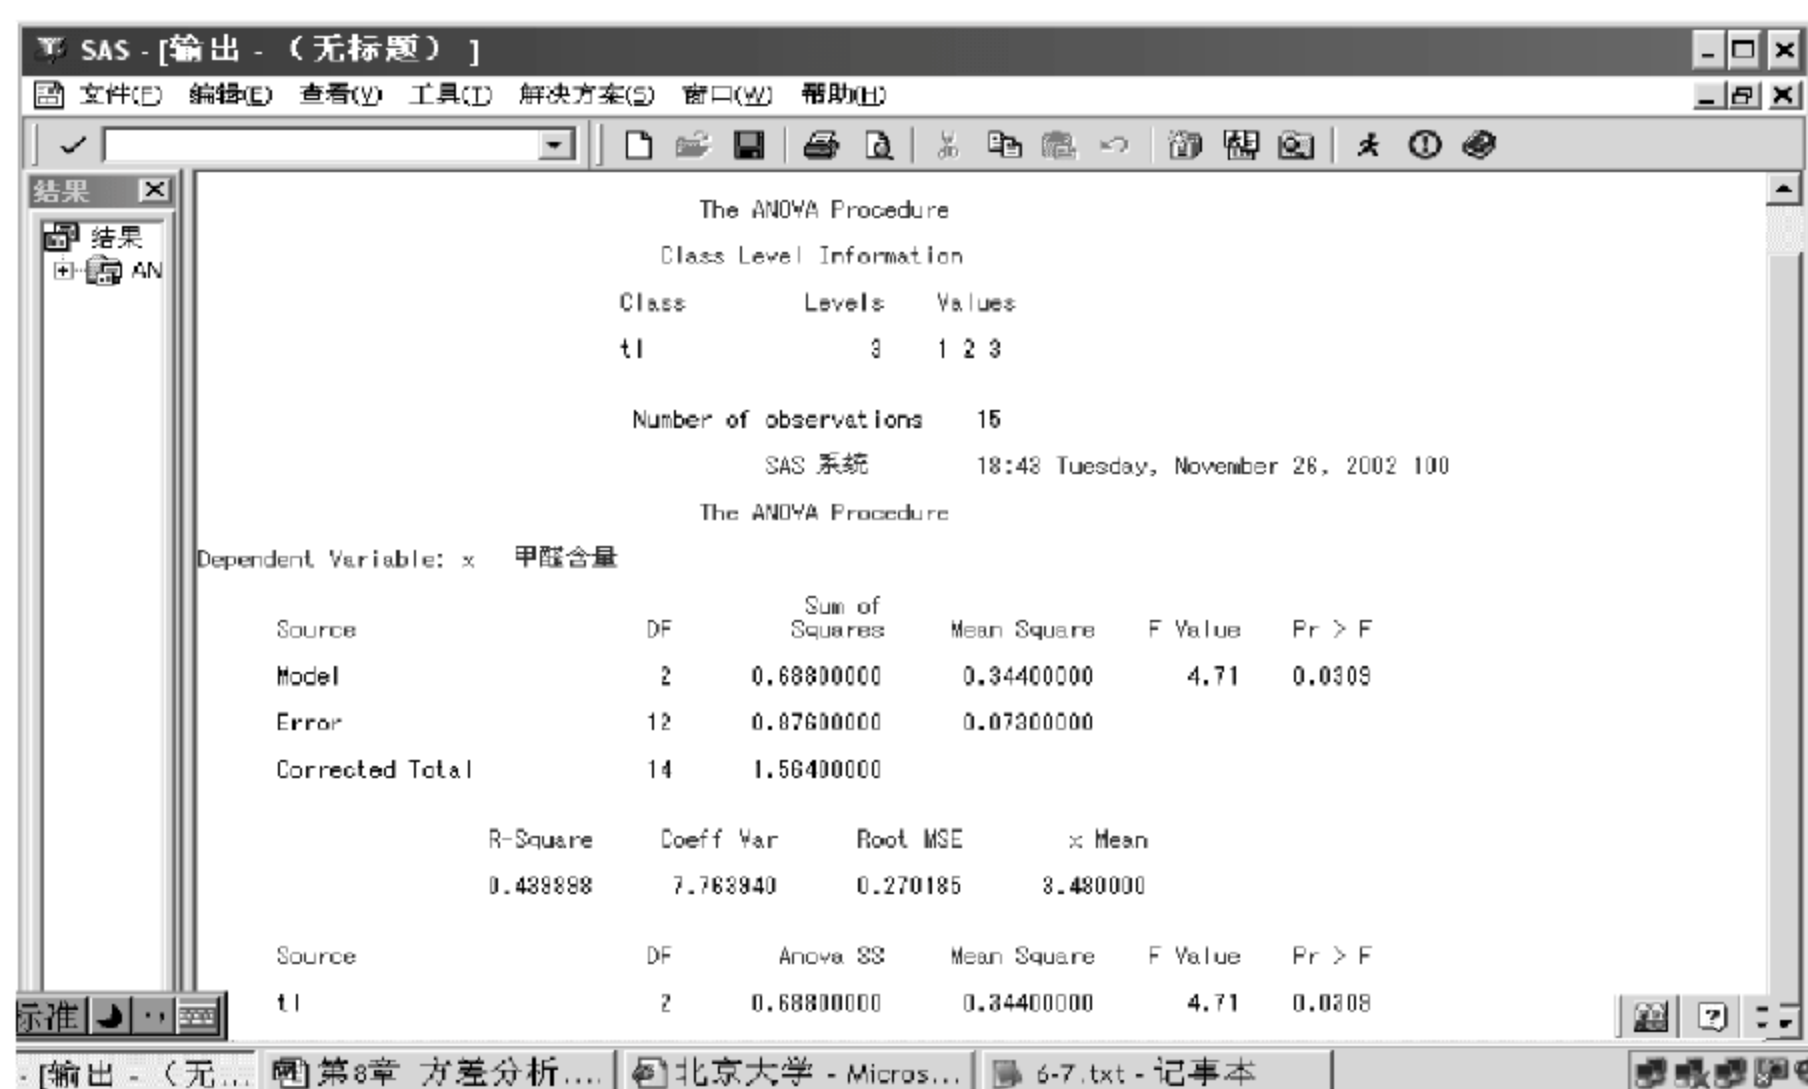 SAS - [输出 - （无标题） ]
文件(F) 编辑(E) 查看(V) 工具(T) 解决方案(S) 窗口(W) 帮助(H)
结果
结果
AN
The ANOVA Procedure
Class Level Information
Class Levels Values
tl 3 1 2 3
Number of observations 15
SAS 系统 18:43 Tuesday, November 26, 2002 100
The ANOVA Procedure
Dependent Variable: x 甲醛含量
Sum of
Source DF Squares Mean Square F Value Pr > F
Model 2 0.68800000 0.34400000 4.71 0.0309
Error 12 0.87600000 0.07300000
Corrected Total 14 1.56400000
R-Square Coeff Var Root MSE x Mean
0.439898 7.763940 0.270185 3.480000
Source DF Anova SS Mean Square F Value Pr > F
tl 2 0.68800000 0.34400000 4.71 0.0309
标准
- [输出 - （无... 第8章 方差分析.... 北京大学 - Micros... 6-7.txt - 记事本